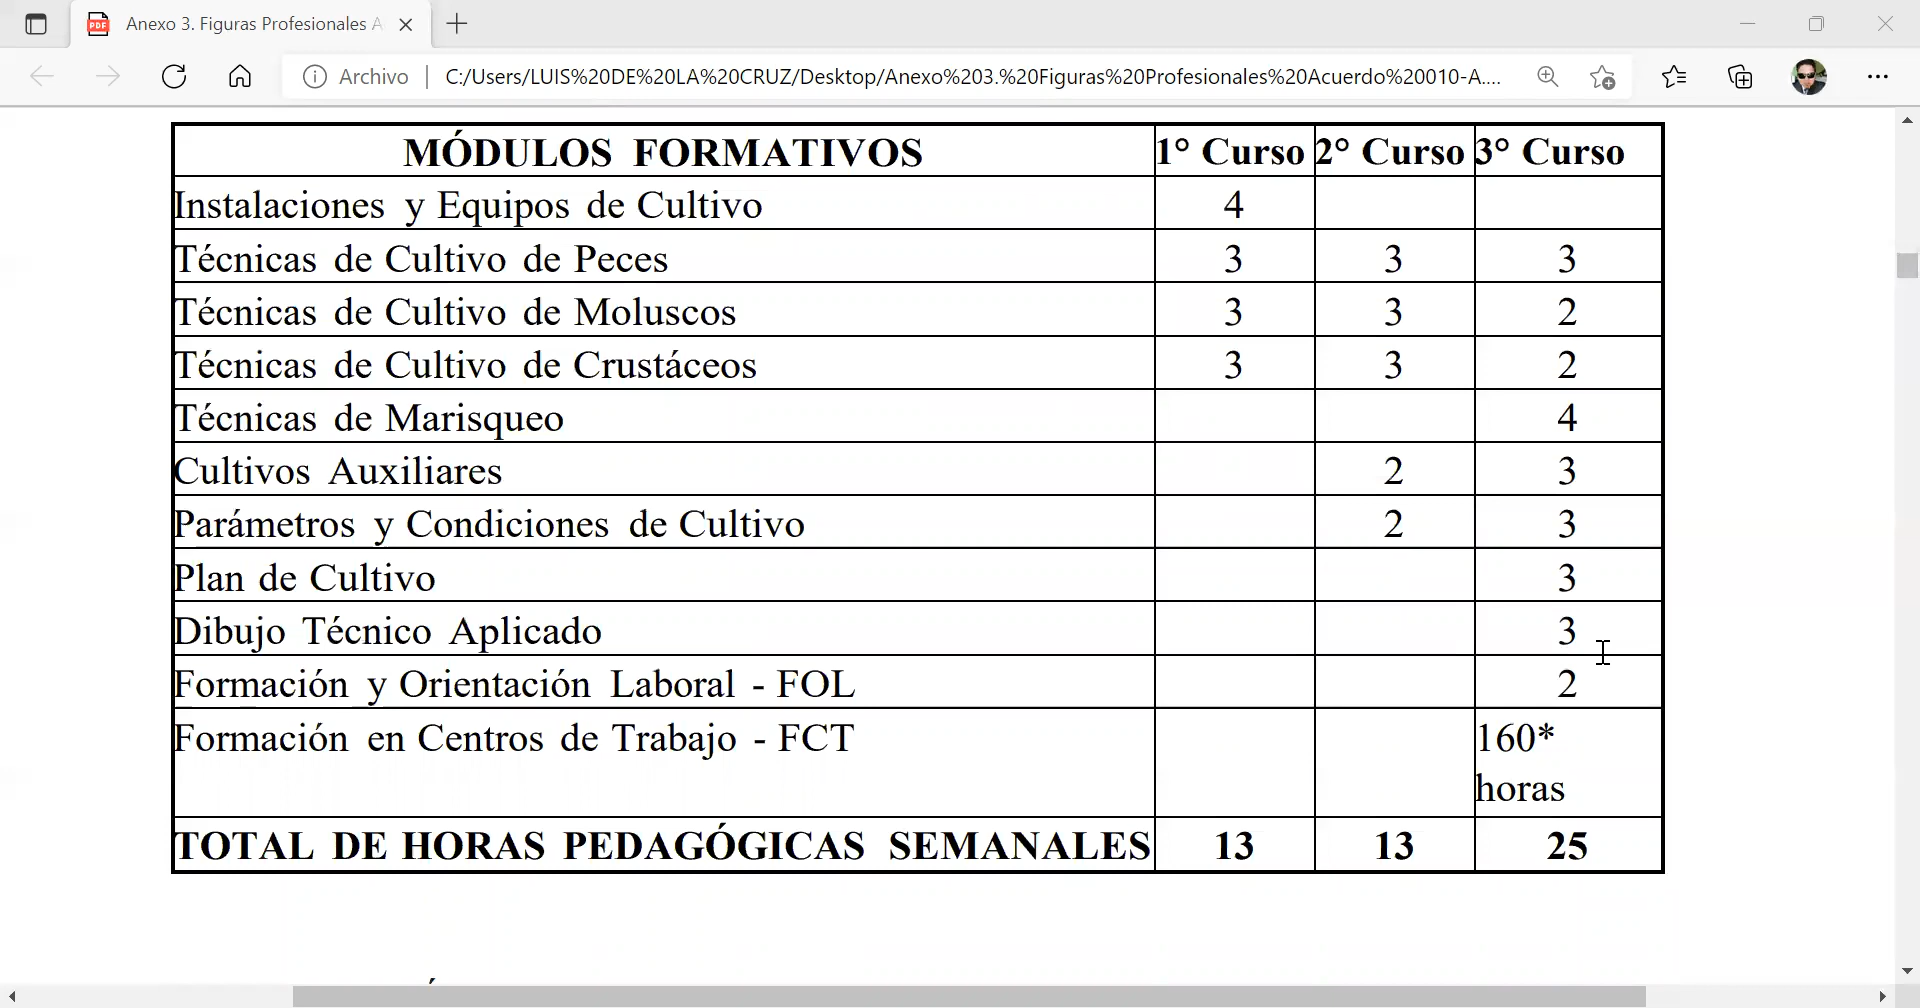 Anexo 3. Figuras Profesionales A
Archivo | C:/Users/LUIS%20DE%20LA%20CRUZ/Desktop/Anexo%203.%20Figuras%20Profesionales%20Acuerdo%20010-A....
MÓDULOS FORMATIVOS 1° Curso 2° Curso 3° Curso
Instalaciones y Equipos de Cultivo 4
Técnicas de Cultivo de Peces 3 3 3
Técnicas de Cultivo de Moluscos 3 3 2
Técnicas de Cultivo de Crustáceos 3 3 2
Técnicas de Marisqueo 4
Cultivos Auxiliares 2 3
Parámetros y Condiciones de Cultivo 2 3
Plan de Cultivo 3
Dibujo Técnico Aplicado 3
Formación y Orientación Laboral - FOL 2
Formación en Centros de Trabajo - FCT 160*
horas
TOTAL DE HORAS PEDAGÓGICAS SEMANALES 13 13 25